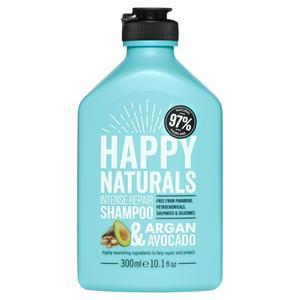 NATURAL
97%
HAPPY
NATURALS
INTENSE REPAIR
SHAMPOO
FREE FROM PARABENS,
PETROCHEMICALS,
SULPHATES & SILICONES
& ARGAN
AVOCADO
Highly nourishing ingredients to help repair and protect
300ml ℮ 10.1 fl oz